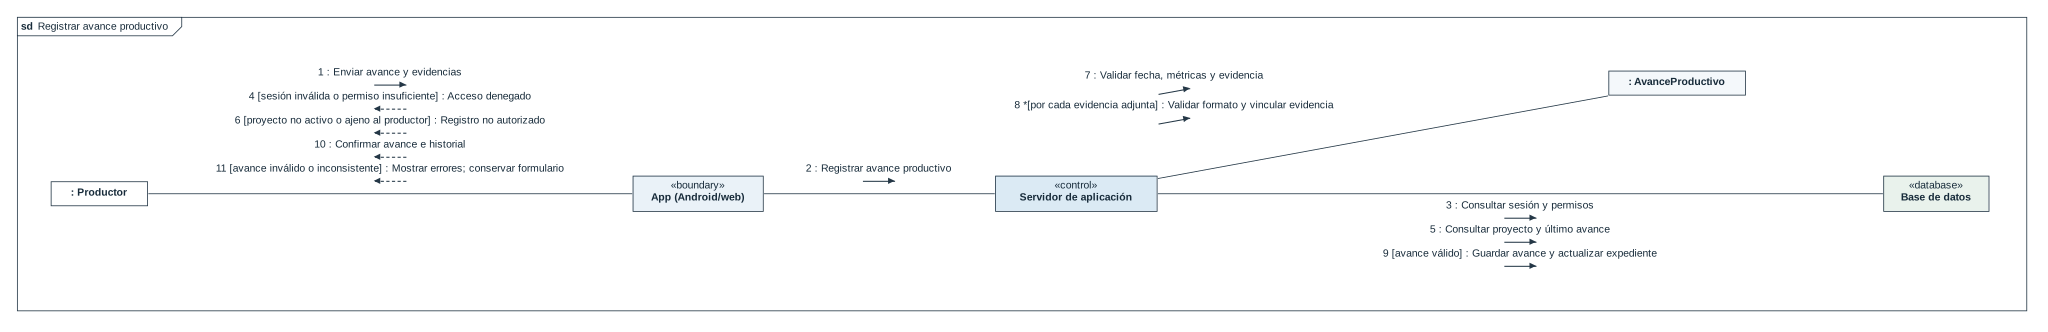 sd Registrar avance productivo
1 : Enviar avance y evidencias
4 [sesión inválida o permiso insuficiente] : Acceso denegado
6 [proyecto no activo o ajeno al productor] : Registro no autorizado
10 : Confirmar avance e historial
11 [avance inválido o inconsistente] : Mostrar errores; conservar formulario
: Productor
«boundary»
App (Android/web)
2 : Registrar avance productivo
«control»
Servidor de aplicación
7 : Validar fecha, métricas y evidencia
8 *[por cada evidencia adjunta] : Validar formato y vincular evidencia
: AvanceProductivo
3 : Consultar sesión y permisos
5 : Consultar proyecto y último avance
9 [avance válido] : Guardar avance y actualizar expediente
«database»
Base de datos